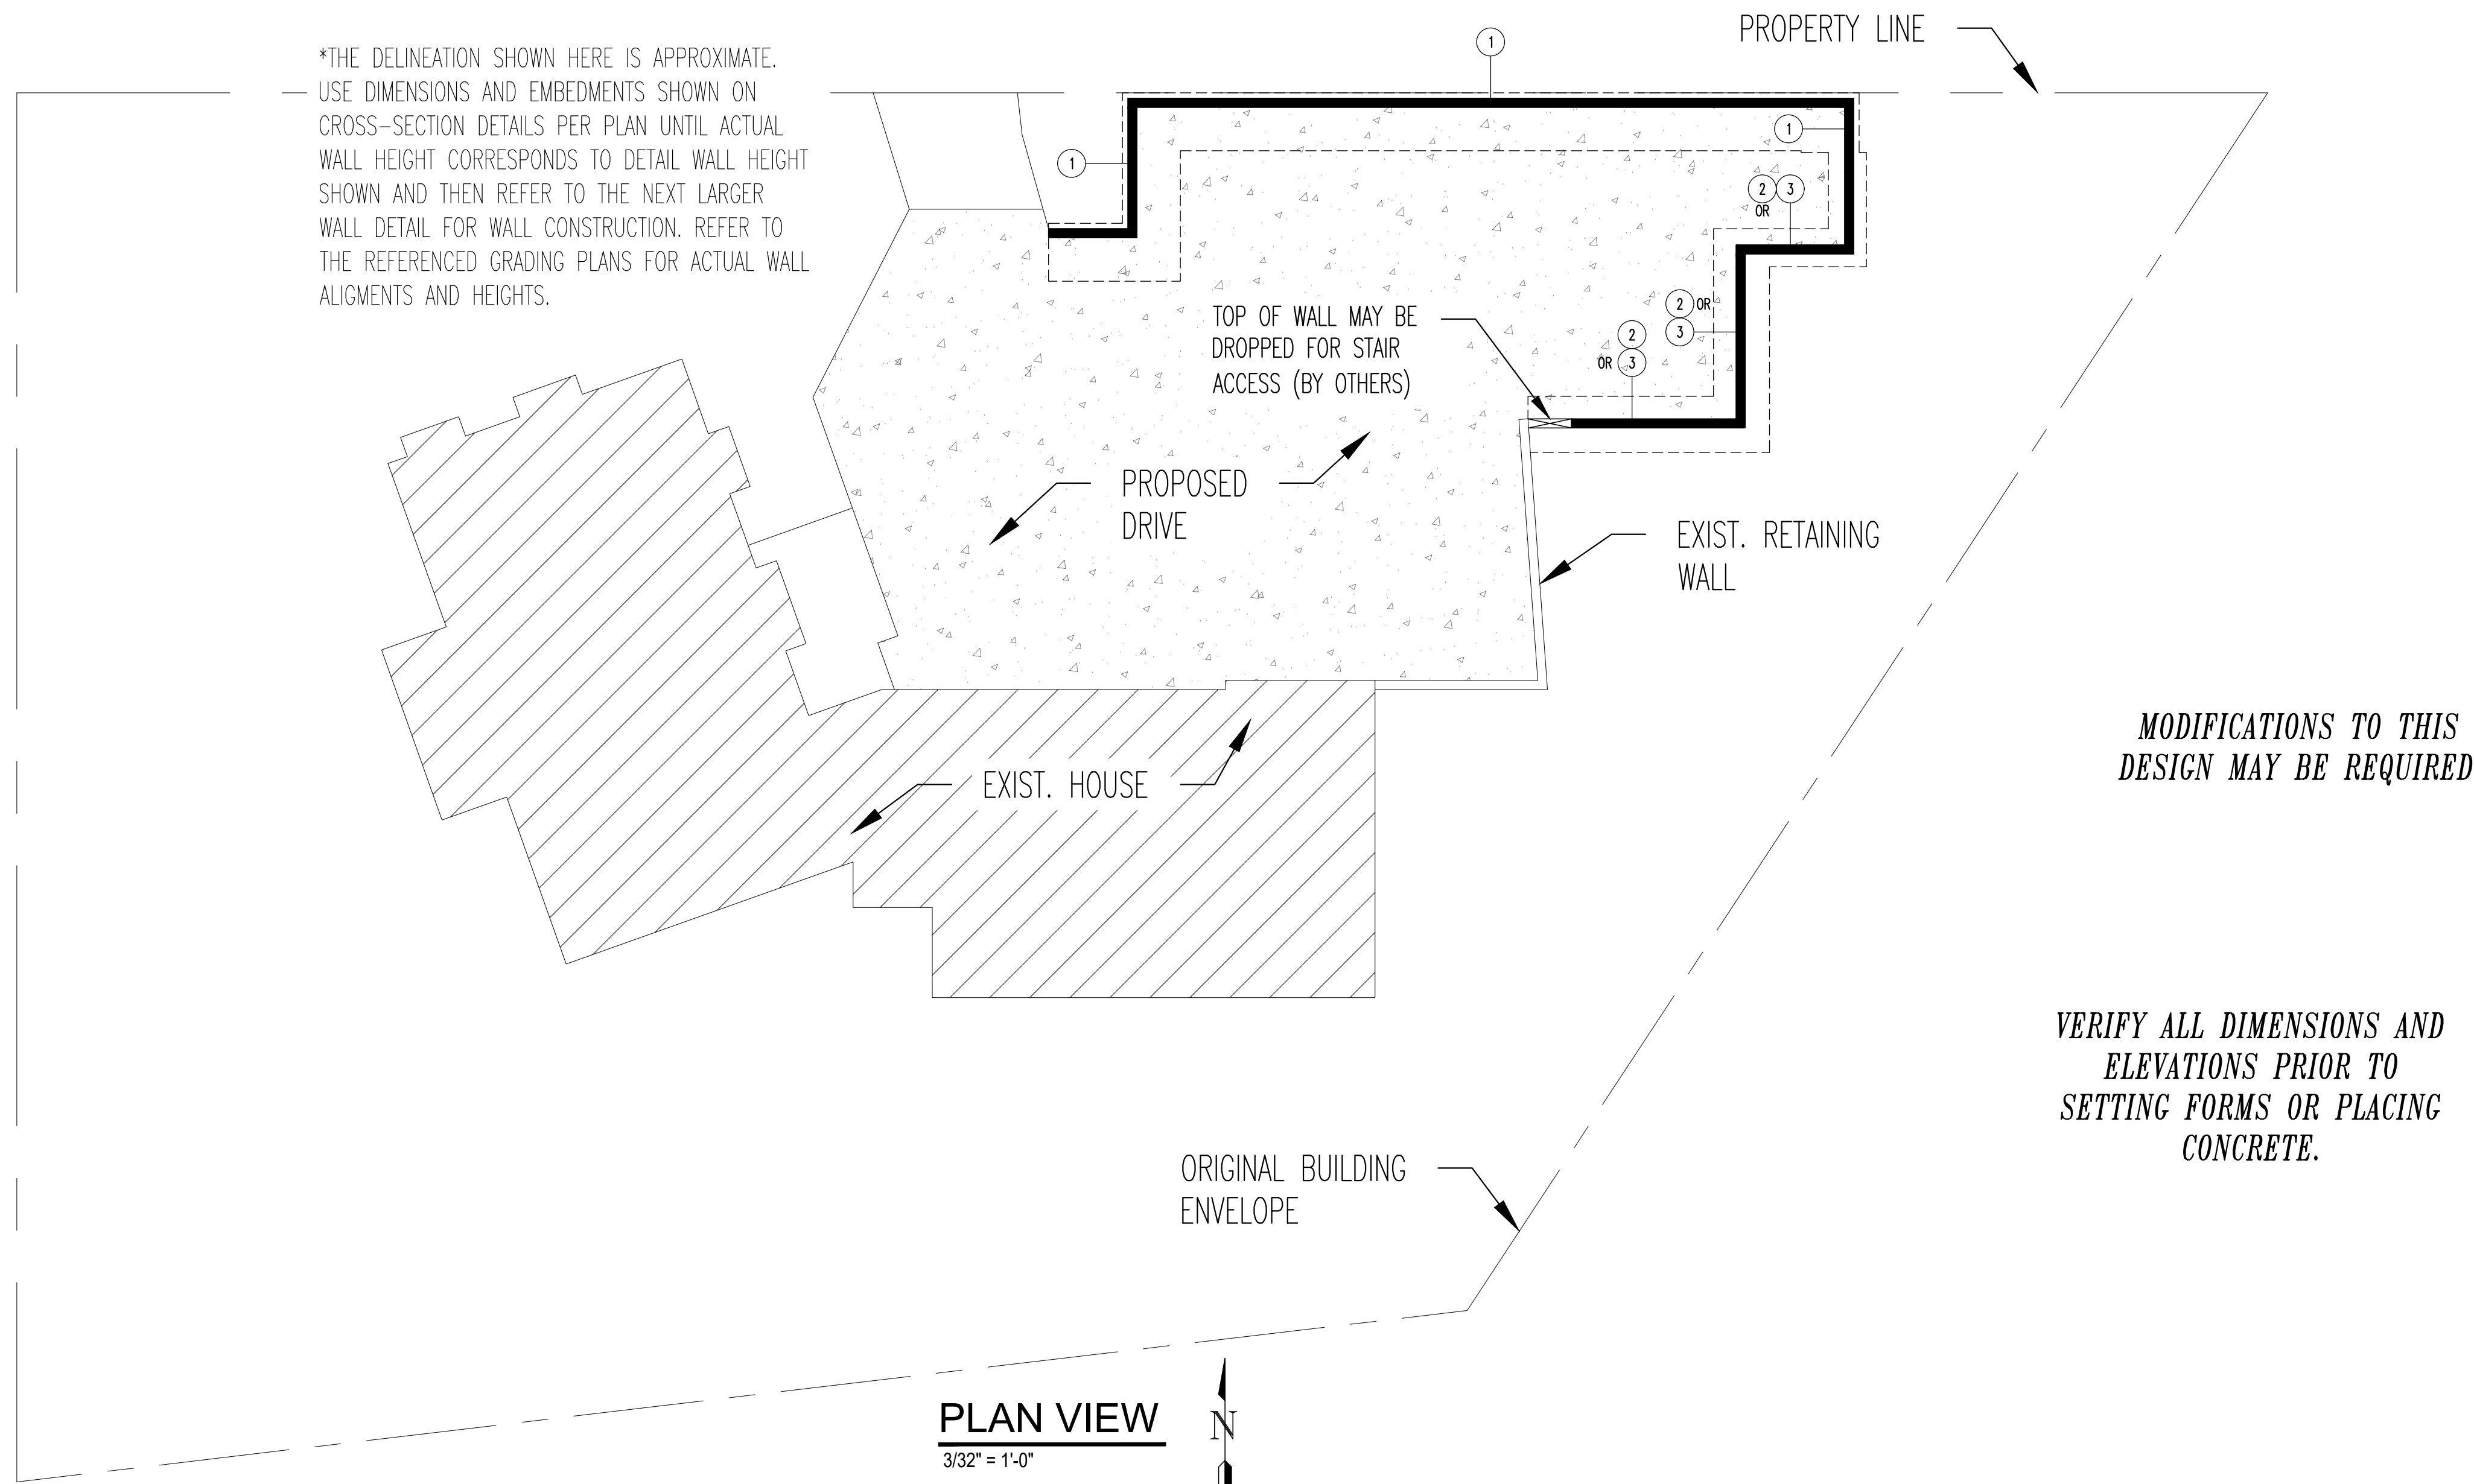 PROPERTY LINE
1
*THE DELINEATION SHOWN HERE IS APPROXIMATE.
USE DIMENSIONS AND EMBEDMENTS SHOWN ON
CROSS-SECTION DETAILS PER PLAN UNTIL ACTUAL
WALL HEIGHT CORRESPONDS TO DETAIL WALL HEIGHT
SHOWN AND THEN REFER TO THE NEXT LARGER
WALL DETAIL FOR WALL CONSTRUCTION. REFER TO
THE REFERENCED GRADING PLANS FOR ACTUAL WALL
ALIGMENTS AND HEIGHTS.
1
1
2 3
OR
2 OR
3
2
OR 3
TOP OF WALL MAY BE
DROPPED FOR STAIR
ACCESS (BY OTHERS)
PROPOSED
DRIVE
EXIST. RETAINING
WALL
MODIFICATIONS TO THIS
DESIGN MAY BE REQUIRED
EXIST. HOUSE
VERIFY ALL DIMENSIONS AND
ELEVATIONS PRIOR TO
SETTING FORMS OR PLACING
CONCRETE.
ORIGINAL BUILDING
ENVELOPE
PLAN VIEW
3/32" = 1'-0"
N